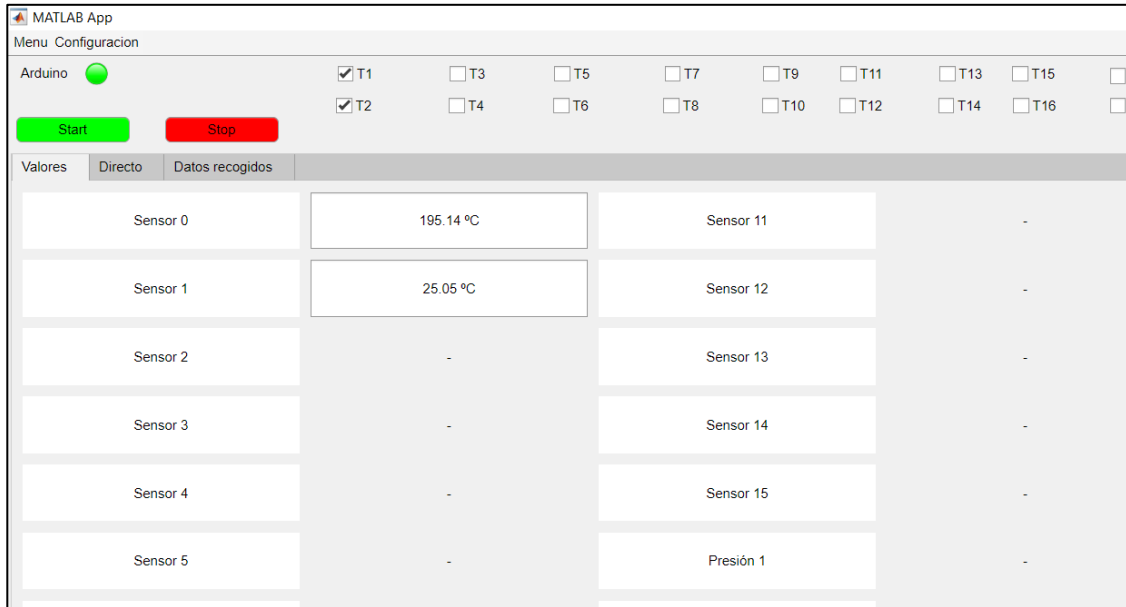 MATLAB App
Menu Configuracion
Arduino T1 T3 T5 T7 T9 T11 T13 T15
T2 T4 T6 T8 T10 T12 T14 T16
Start Stop
Valores Directo Datos recogidos
Sensor 0 195.14 ºC Sensor 11 -
Sensor 1 25.05 ºC Sensor 12 -
Sensor 2 - Sensor 13 -
Sensor 3 - Sensor 14 -
Sensor 4 - Sensor 15 -
Sensor 5 - Presión 1 -